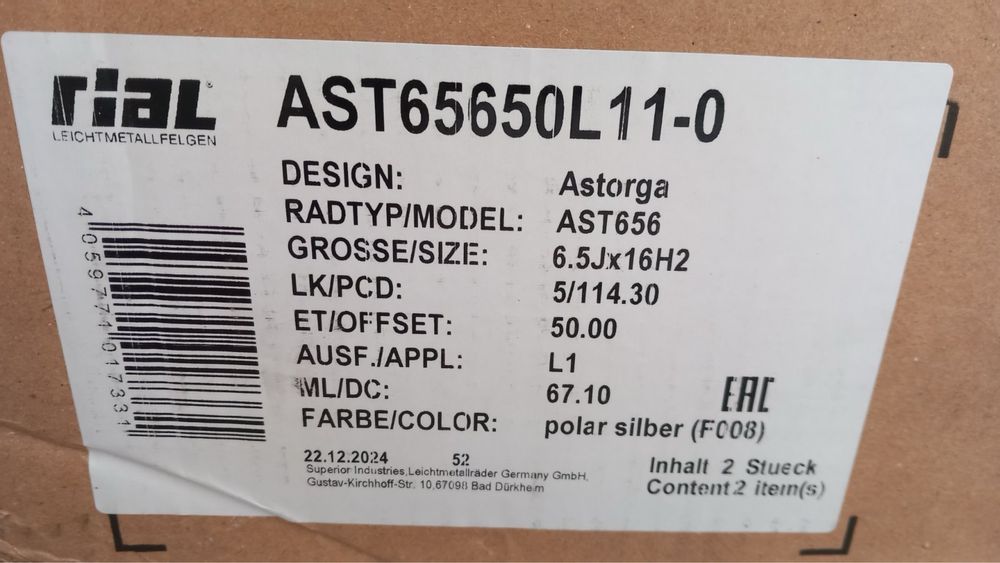 rial
LEICHTMETALLFELGEN
AST65650L11-0
DESIGN: Astorga
RADTYP/MODEL: AST656
GROSSE/SIZE: 6.5Jx16H2
LK/PCD: 5/114.30
ET/OFFSET: 50.00
AUSF./APPL: L1
ML/DC: 67.10
FARBE/COLOR: polar silber (F008)
EAC
4059771017331
22.12.2024 52
Superior Industries,Leichtmetallräder Germany GmbH,
Gustav-Kirchhoff-Str. 10,67098 Bad Dürkheim
Inhalt 2 Stueck
Content 2 item(s)